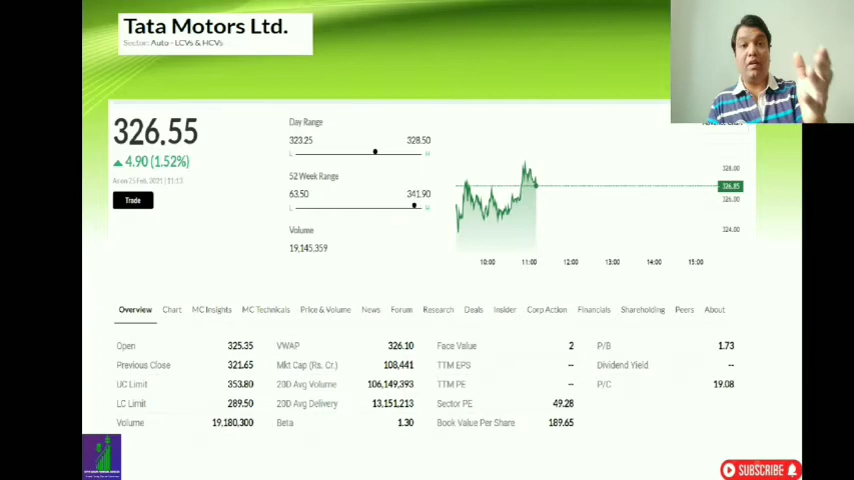 Tata Motors Ltd.
Sector: Auto - LCVs & HCVs
326.55
4.90 (1.52%)
As on 25 Feb, 2021 | 11:13
Trade
Day Range
323.25 328.50
L H
52 Week Range
63.50 341.90
L H
Volume
19,145,359
328.00
326.85
326.00
324.00
10:00 11:00 12:00 13:00 14:00 15:00
Overview Chart MC Insights MC Technicals Price & Volume News Forum Research Deals Insider Corp Action Financials Shareholding Peers About
Open 325.35 VWAP 326.10 Face Value 2 P/B 1.73
Previous Close 321.65 Mkt Cap (Rs. Cr.) 108,441 TTM EPS -- Dividend Yield --
UC Limit 353.80 20D Avg Volume 106,149,393 TTM PE -- P/C 19.08
LC Limit 289.50 20D Avg Delivery 13,151,213 Sector PE 49.28
Volume 19,180,300 Beta 1.30 Book Value Per Share 189.65
SUBSCRIBE